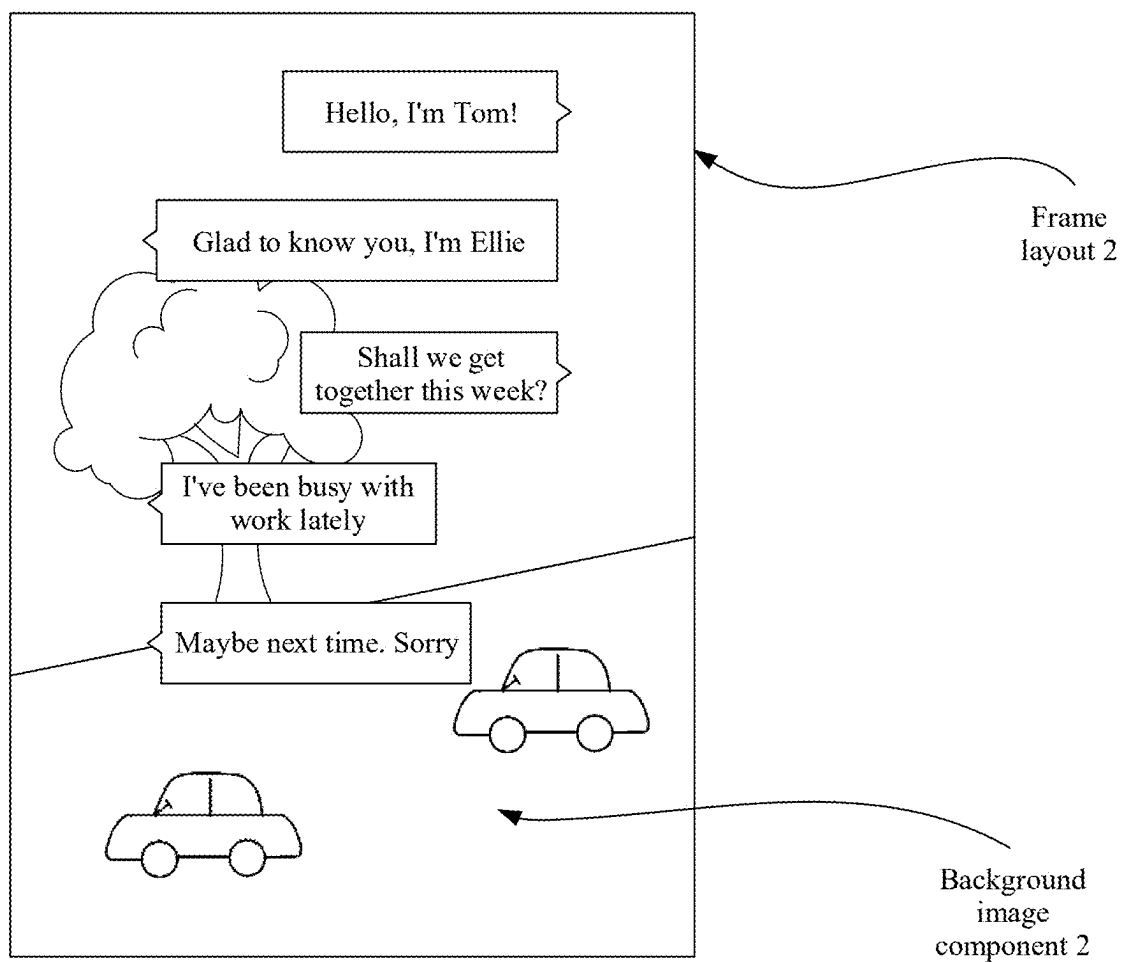 Hello, I'm Tom!
Glad to know you, I'm Ellie
Shall we get
together this week?
I've been busy with
work lately
Maybe next time. Sorry
Frame
layout 2
Background
image
component 2